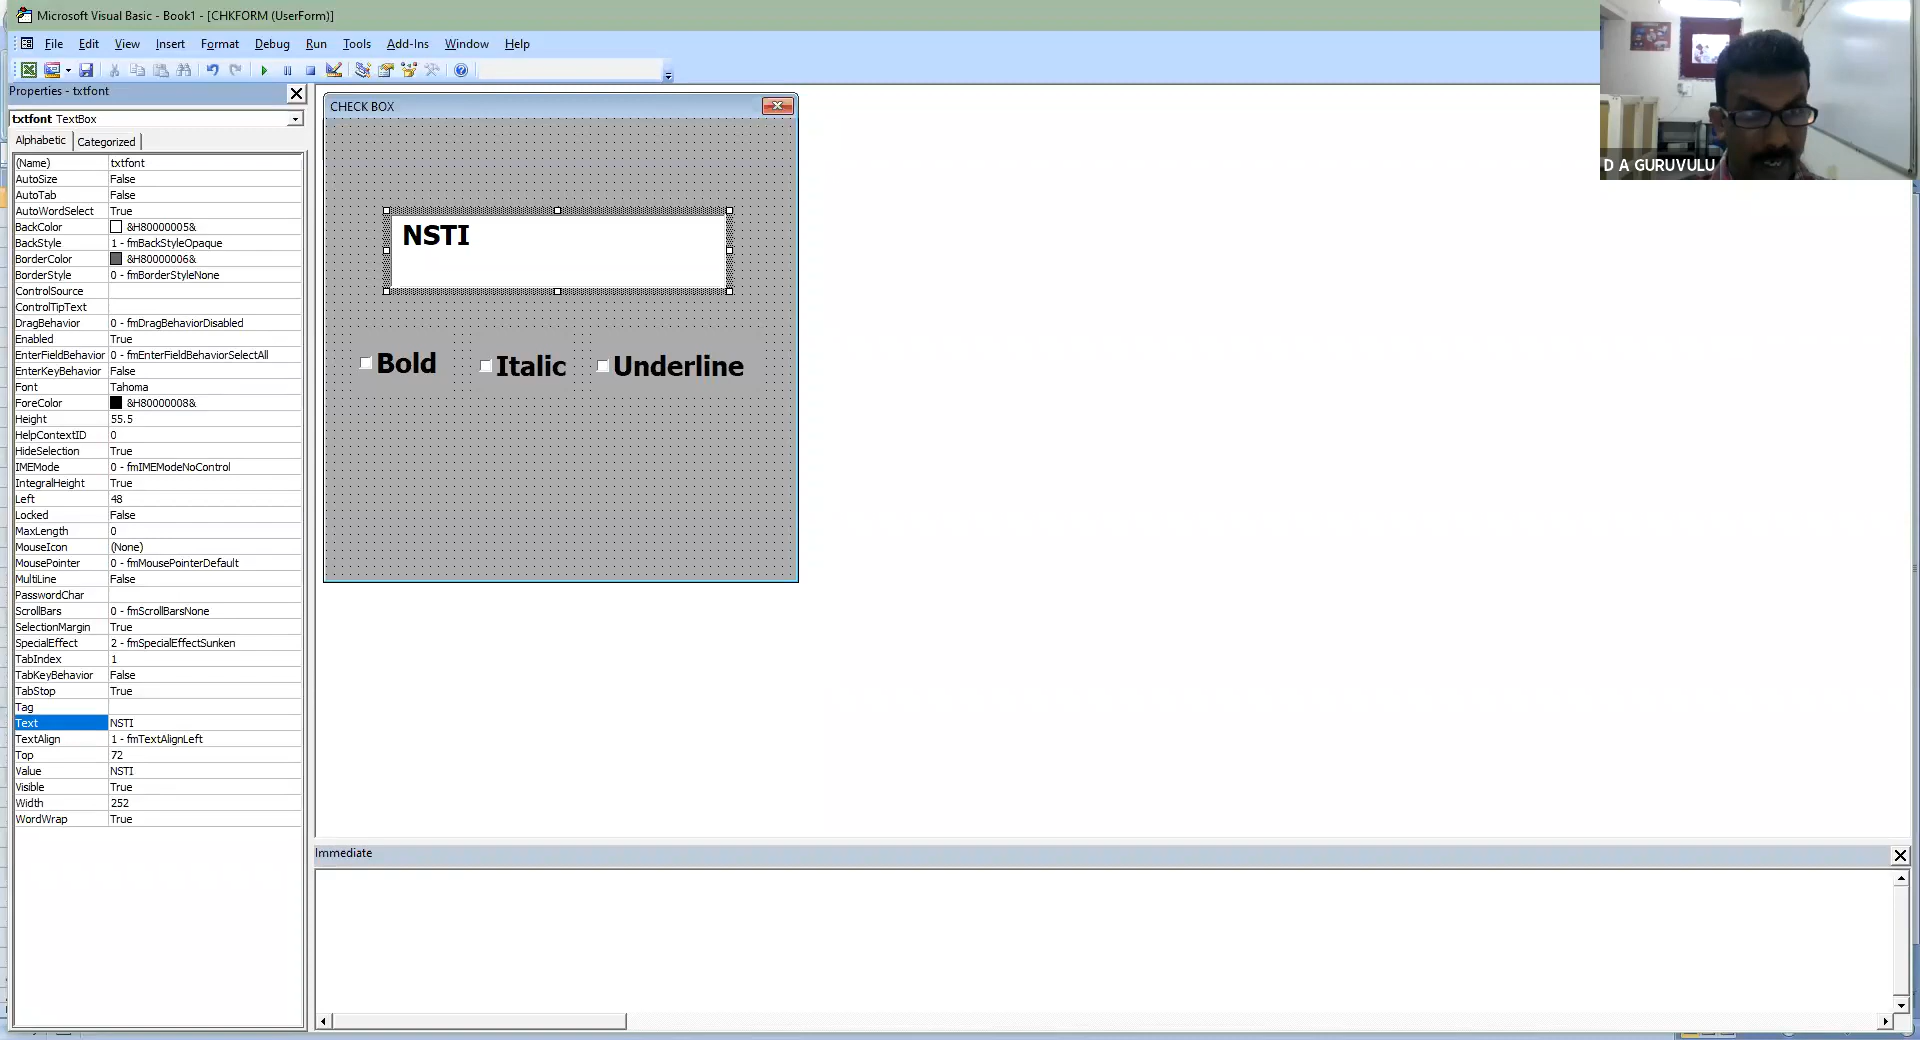 Microsoft Visual Basic - Book1 - [CHKFORM (UserForm)]
File Edit View Insert Format Debug Run Tools Add-Ins Window Help
Properties - txtfont
txtfont TextBox
Alphabetic Categorized
(Name) txtfont
AutoSize False
AutoTab False
AutoWordSelect True
BackColor &H80000005&
BackStyle 1 - fmBackStyleOpaque
BorderColor &H80000006&
BorderStyle 0 - fmBorderStyleNone
ControlSource
ControlTipText
DragBehavior 0 - fmDragBehaviorDisabled
Enabled True
EnterFieldBehavior 0 - fmEnterFieldBehaviorSelectAll
EnterKeyBehavior False
Font Tahoma
ForeColor &H80000008&
Height 55.5
HelpContextID 0
HideSelection True
IMEMode 0 - fmIMEModeNoControl
IntegralHeight True
Left 48
Locked False
MaxLength 0
MouseIcon (None)
MousePointer 0 - fmMousePointerDefault
MultiLine False
PasswordChar
ScrollBars 0 - fmScrollBarsNone
SelectionMargin True
SpecialEffect 2 - fmSpecialEffectSunken
TabIndex 1
TabKeyBehavior False
TabStop True
Tag
Text NSTI
TextAlign 1 - fmTextAlignLeft
Top 72
Value NSTI
Visible True
Width 252
WordWrap True
CHECK BOX
NSTI
Bold Italic Underline
Immediate
D A GURUVULU